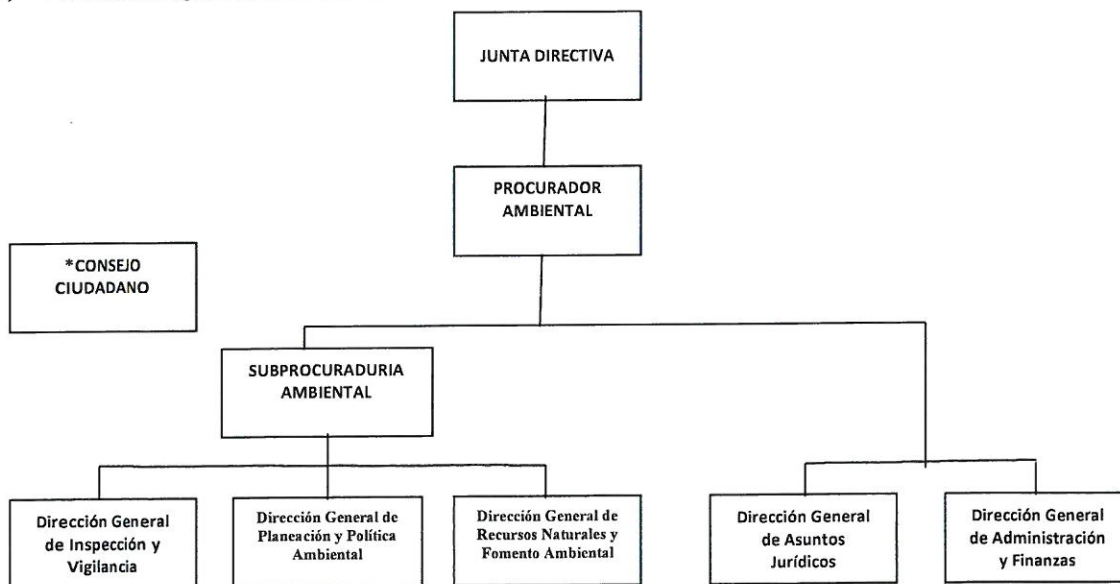 JUNTA DIRECTIVA
PROCURADOR
AMBIENTAL
*CONSEJO
CIUDADANO
SUBPROCURADURIA
AMBIENTAL
Dirección General
de Inspección y
Vigilancia
Dirección General de
Planeación y Política
Ambiental
Dirección General de
Recursos Naturales y
Fomento Ambiental
Dirección General
de Asuntos
Jurídicos
Dirección General
de Administración
y Finanzas